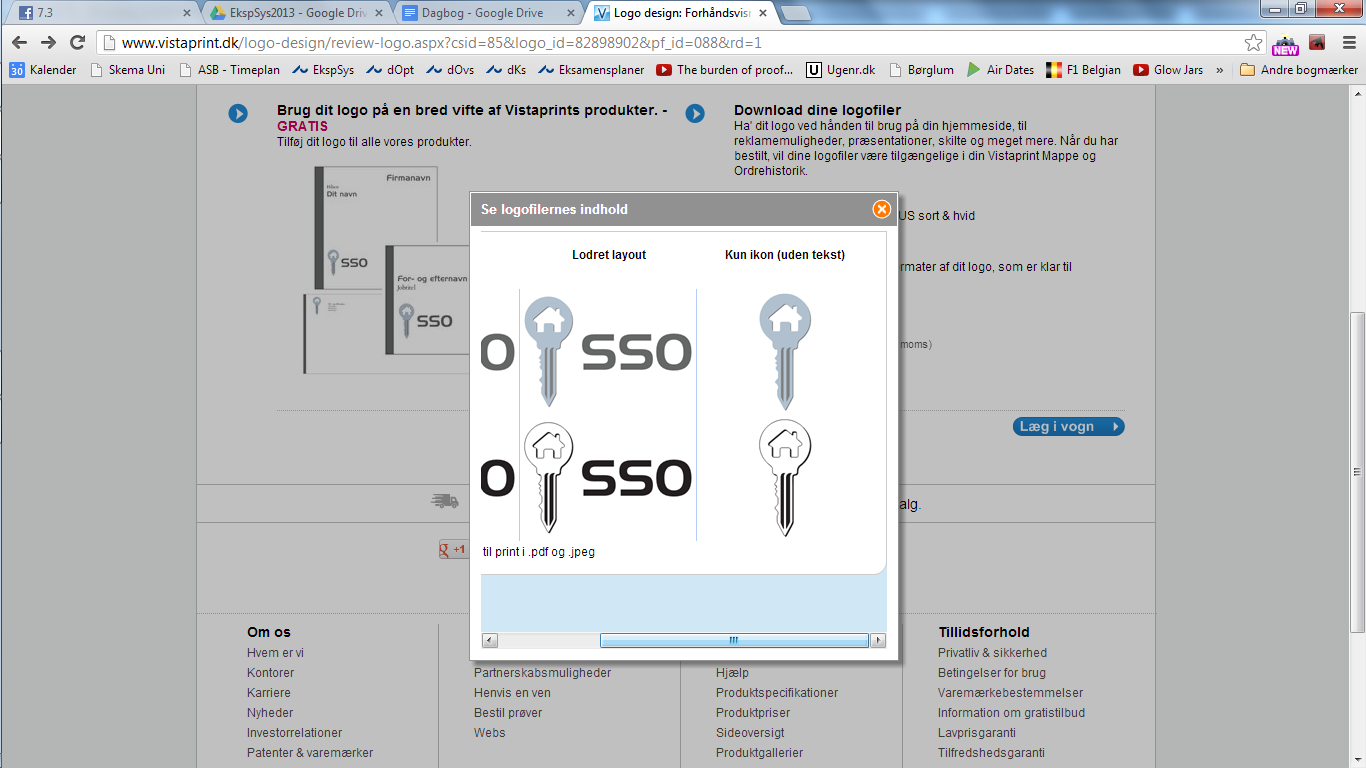 7.3
EkspSys2013 - Google Driv
Dagbog - Google Drive
Logo design: Forhåndsvisn
www.vistaprint.dk/logo-design/review-logo.aspx?csid=85&logo_id=82898902&pf_id=088&rd=1
NEW
30 Kalender
Skema Uni
ASB - Timeplan
EkspSys
dOpt
dOvs
dKs
Eksamensplaner
The burden of proof...
U Ugenr.dk
Børglum
Air Dates
F1 Belgian
Glow Jars
»
Andre bogmærker
Brug dit logo på en bred vifte af Vistaprints produkter. -
GRATIS
Tilføj dit logo til alle vores produkter.
Firmanavn
Dit navn
SSO
For- og efternavn
Jobtitel
SSO
Download dine logofiler
Ha' dit logo ved hånden til brug på din hjemmeside, til
reklamemuligheder, præsentationer, skilte og meget mere. Når du har
bestilt, vil dine logofiler være tilgængelige i din Vistaprint Mappe og
Ordrehistorik.
US sort & hvid
rmater af dit logo, som er klar til
moms)
Læg i vogn
alg.
g +1
Se logofilernes indhold
Lodret layout
Kun ikon (uden tekst)
O
SSO
O
SSO
til print i .pdf og .jpeg
Om os
Hvem er vi
Kontorer
Karriere
Nyheder
Investorrelationer
Patenter & varemærker
Partnerskabsmuligheder
Henvis en ven
Bestil prøver
Webs
Hjælp
Produktspecifikationer
Produktpriser
Sideoversigt
Produktgallerier
Tillidsforhold
Privatliv & sikkerhed
Betingelser for brug
Varemærkebestemmelser
Information om gratistilbud
Lavprisgaranti
Tilfredshedsgaranti